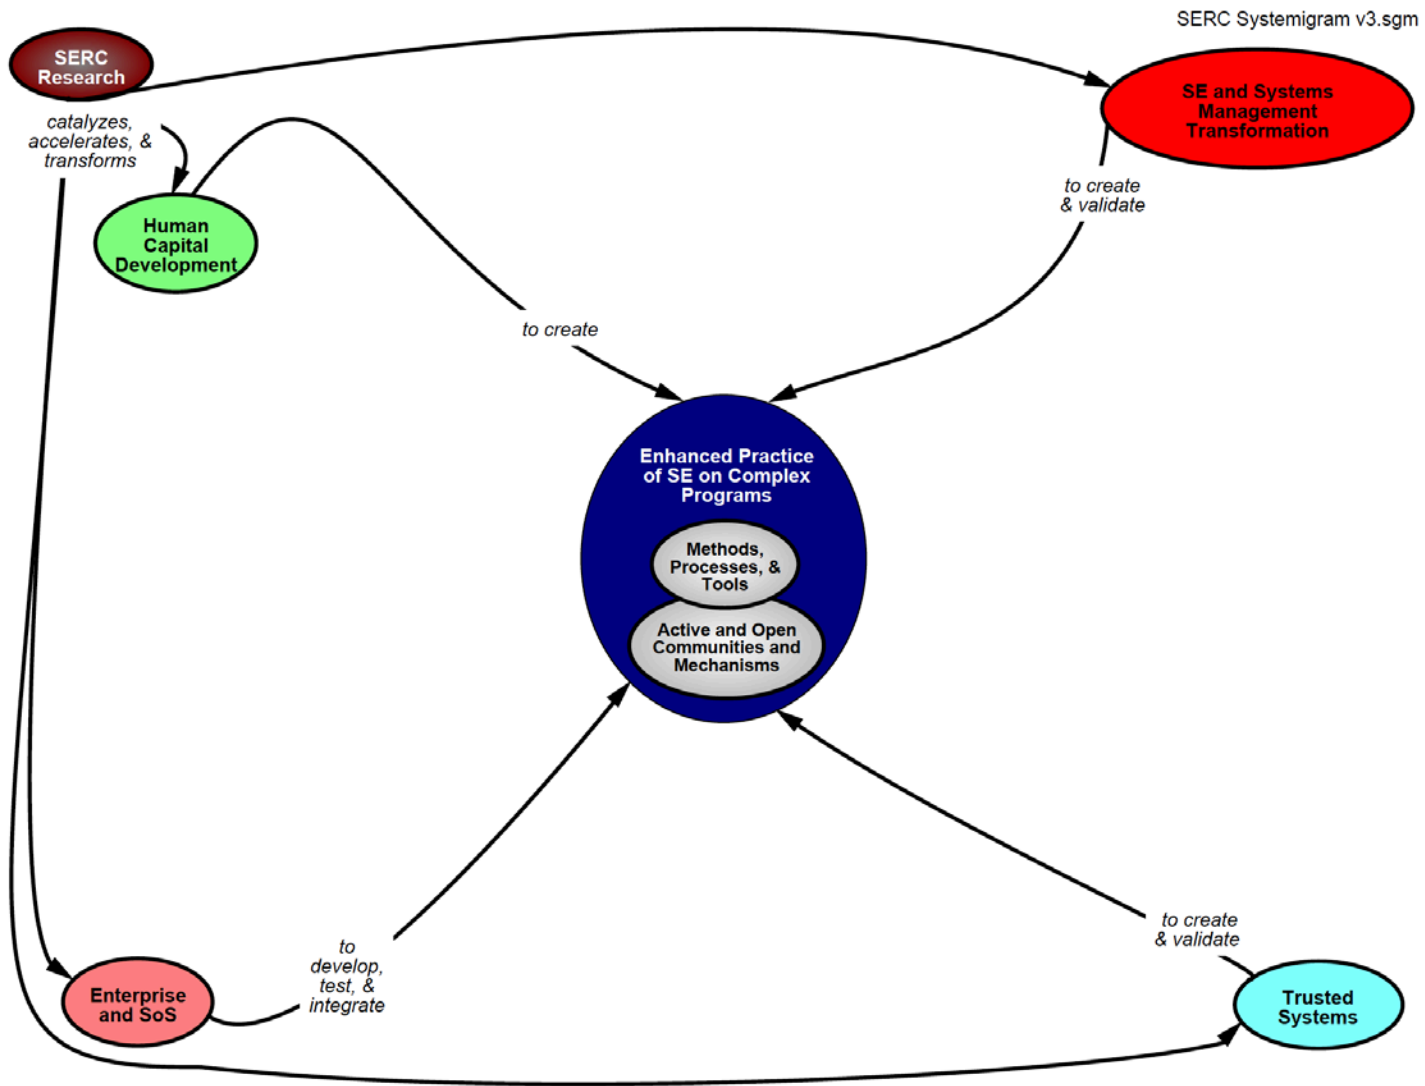 SERC Systemigram v3.sgm
SERC
Research
SE and Systems
Management
Transformation
catalyzes,
accelerates, &
transforms
to create
& validate
Human
Capital
Development
to create
Enhanced Practice
of SE on Complex
Programs
Methods,
Processes, &
Tools
Active and Open
Communities and
Mechanisms
to
develop,
test, &
integrate
to create
& validate
Enterprise
and SoS
Trusted
Systems